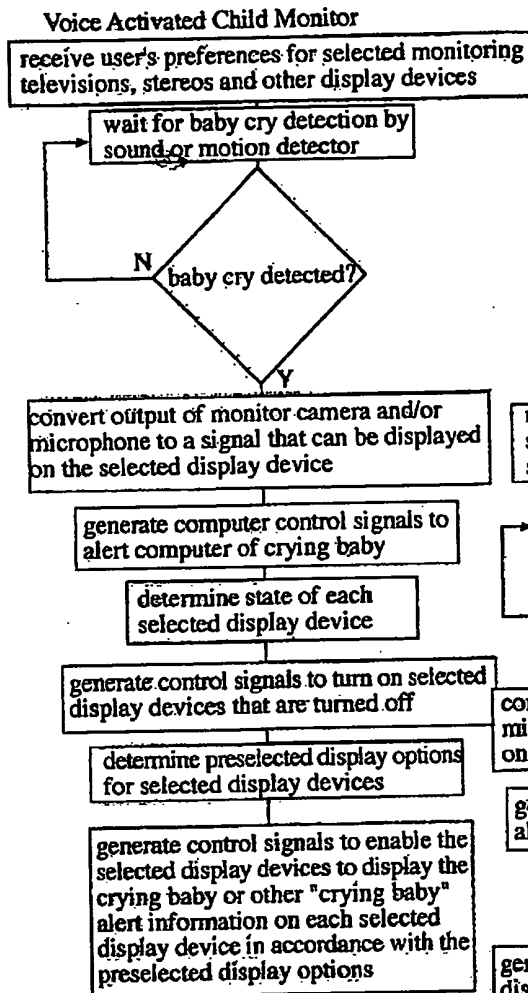 Voice Activated Child Monitor
receive user's preferences for selected monitoring
televisions, stereos and other display devices
wait for baby cry detection by
sound or motion detector
N
baby cry detected?
Y
convert output of monitor camera and/or
microphone to a signal that can be displayed
on the selected display device
generate computer control signals to
alert computer of crying baby
determine state of each
selected display device
generate control signals to turn on selected
display devices that are turned off
determine preselected display options
for selected display devices
generate control signals to enable the
selected display devices to display the
crying baby or other "crying baby"
alert information on each selected
display device in accordance with the
preselected display options